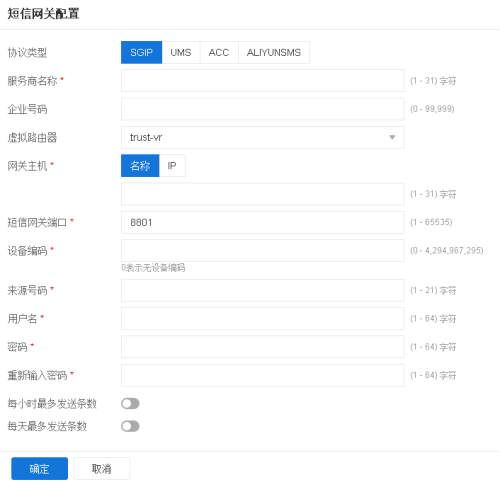 短信网关配置
协议类型 SGIP UMS ACC ALIYUNSMS
服务商名称 * (1 - 31) 字符
企业号码 (0 - 99,999)
虚拟路由器 trust-vr
网关主机 * 名称 IP
(1 - 31) 字符
短信网关端口 * 8801 (1 - 65535)
设备编码 * (0 - 4,294,967,295)
0表示无设备编码
来源号码 * (1 - 21) 字符
用户名 * (1 - 64) 字符
密码 * (1 - 64) 字符
重新输入密码 * (1 - 64) 字符
每小时最多发送条数
每天最多发送条数
确定 取消